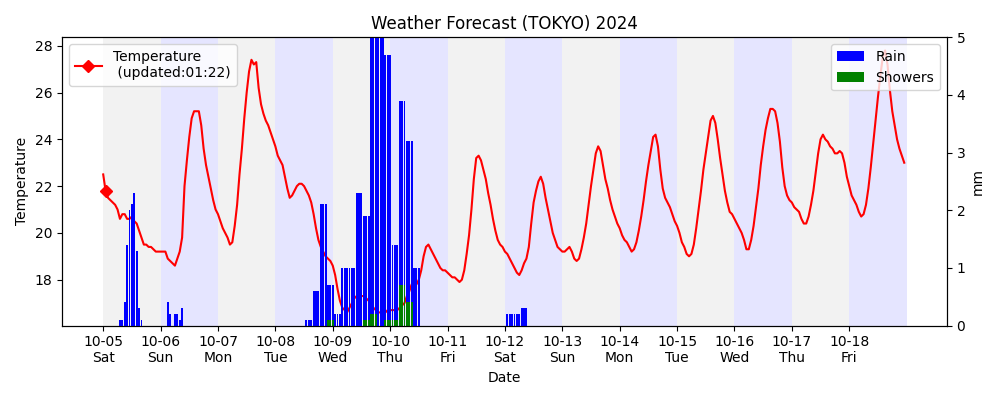 Weather Forecast (TOKYO) 2024
Temperature
(updated:01:22)
Rain
Showers
Temperature
28
26
24
22
20
18
5
4
3
2
1
0
mm
10-05 10-06 10-07 10-08 10-09 10-10 10-11 10-12 10-13 10-14 10-15 10-16 10-17 10-18
Sat Sun Mon Tue Wed Thu Fri Sat Sun Mon Tue Wed Thu Fri
Date